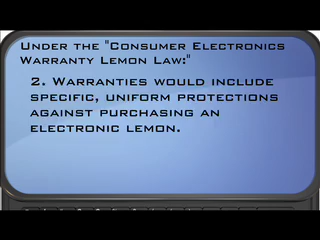 Under the "Consumer Electronics
Warranty Lemon Law:"
2. Warranties would include
specific, uniform protections
against purchasing an
electronic lemon.